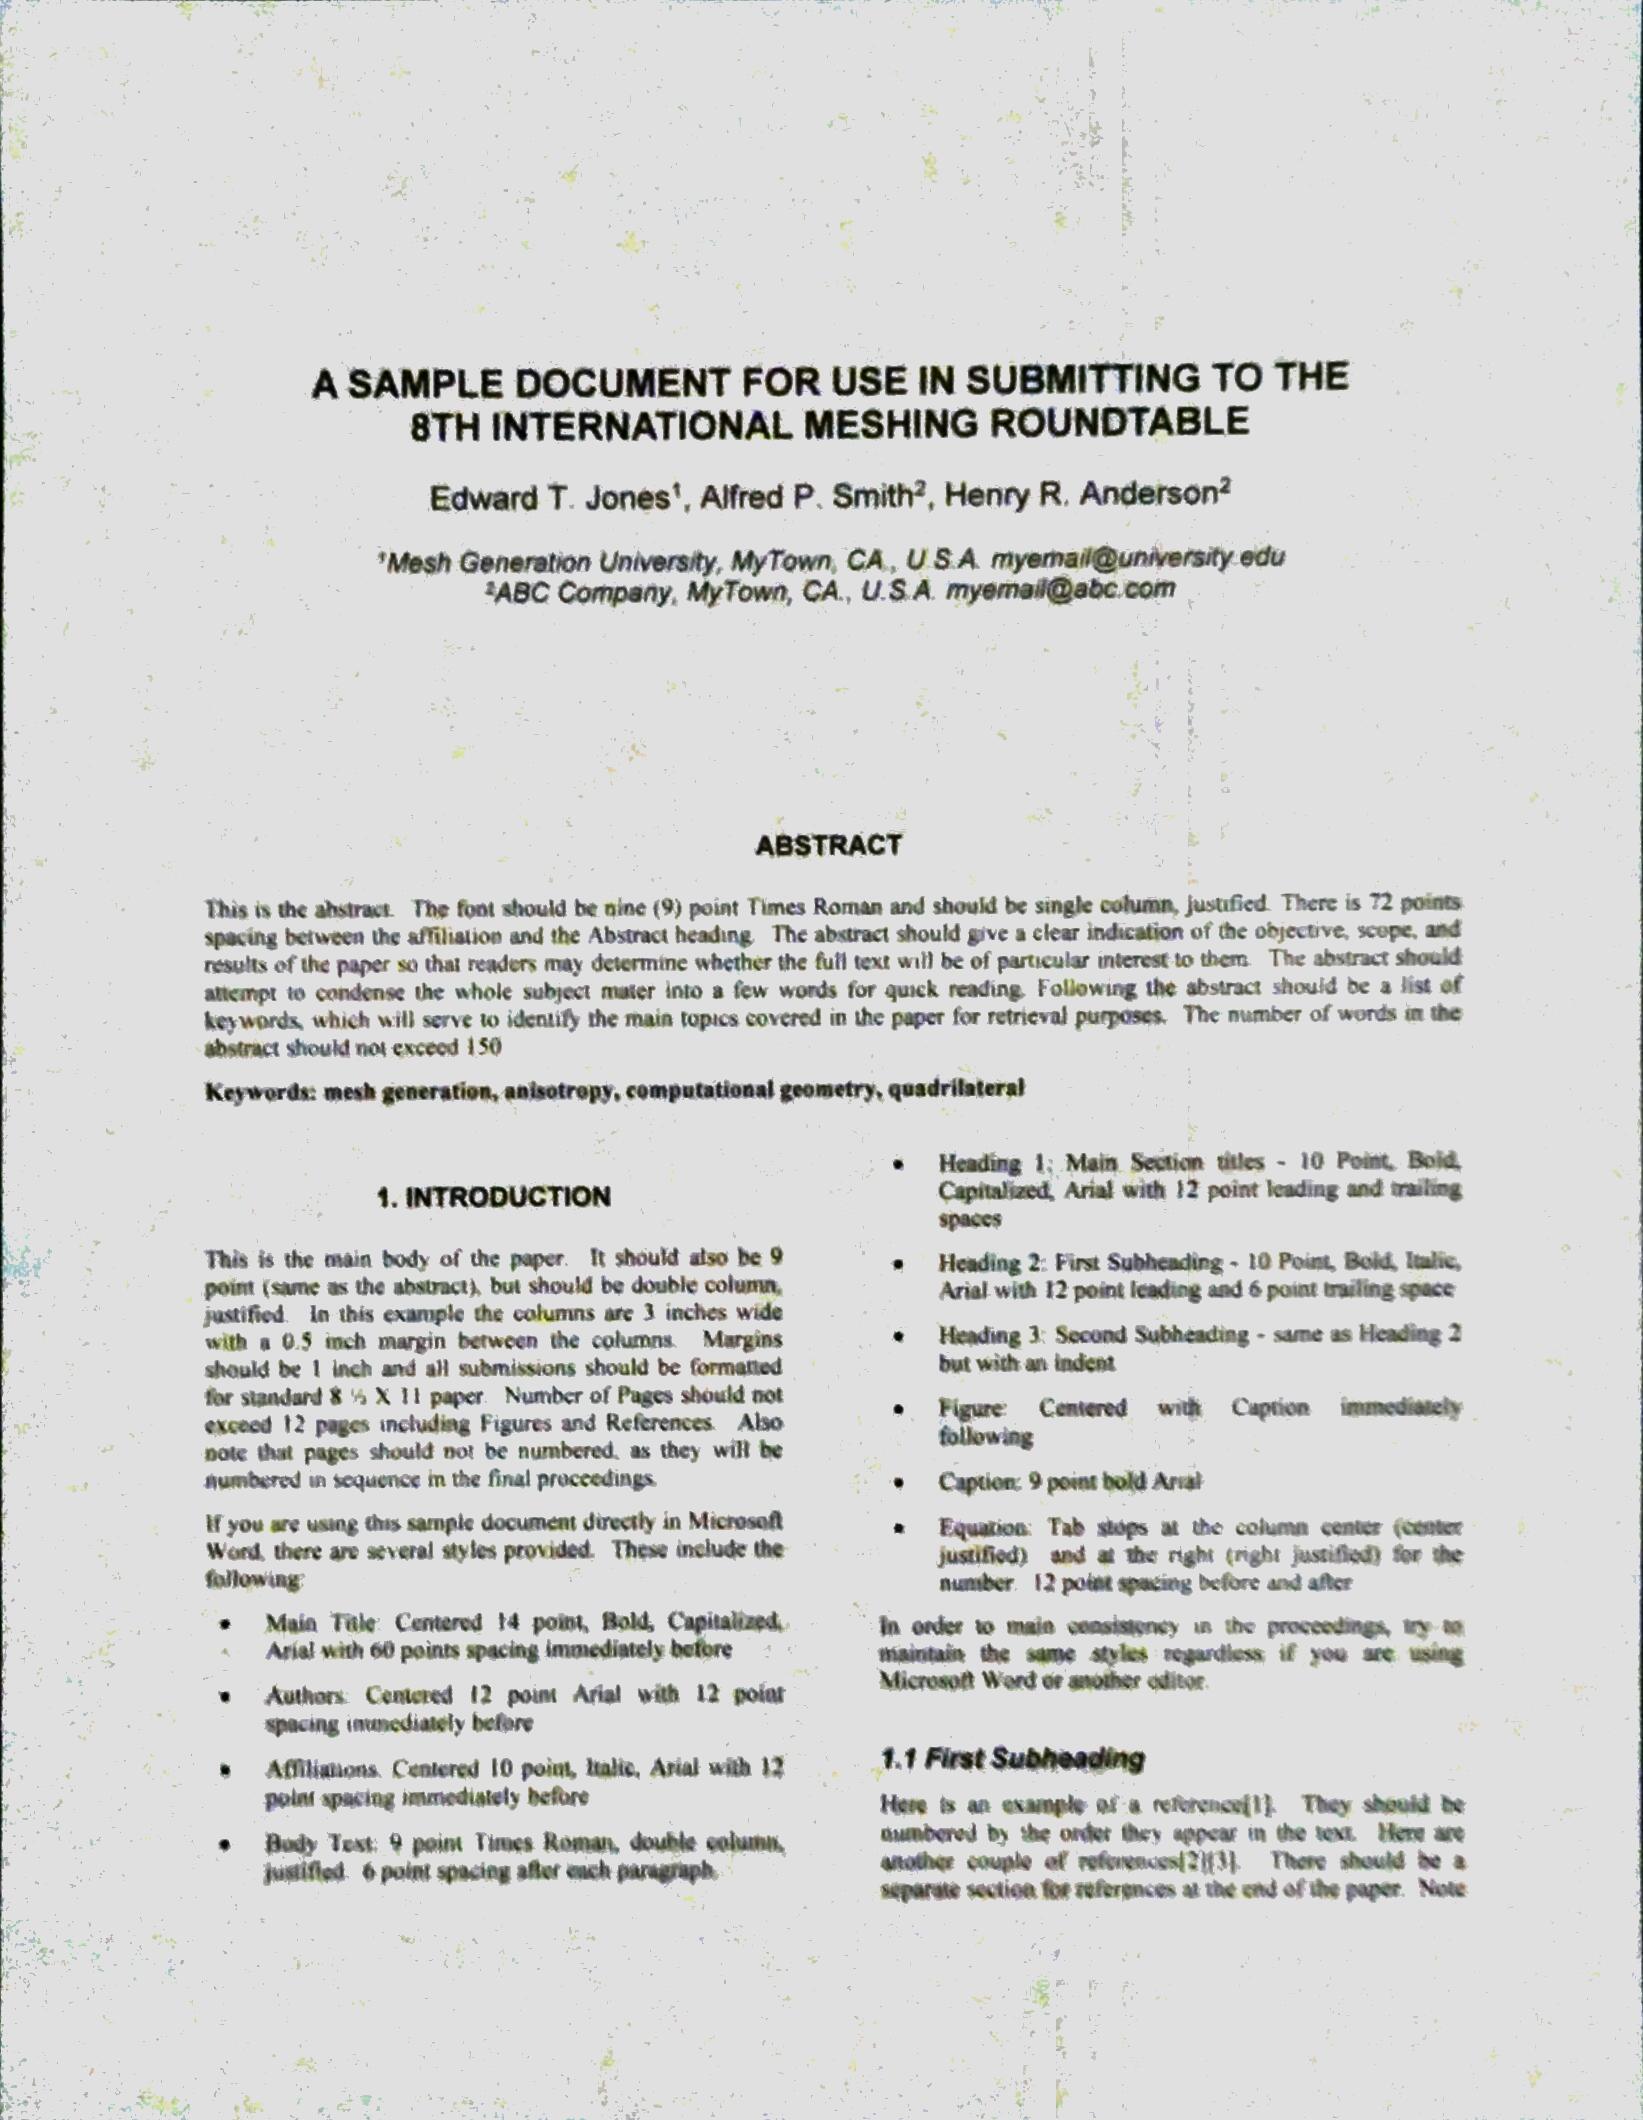 A SAMPLE DOCUMENT FOR USE IN SUBMITTING TO THE
8TH INTERNATIONAL MESHING ROUNDTABLE
Edward T. Jones¹, Alfred P. Smith², Henry R. Anderson²
¹Mesh Generation University, MyTown, CA., U.S.A. myemail@university.edu
²ABC Company, MyTown, CA., U.S.A. myemail@abc.com
ABSTRACT
This is the abstract. The font should be nine (9) point Times Roman and should be single column, justified. There is 72 points
spacing between the affiliation and the Abstract heading. The abstract should give a clear indication of the objective, scope, and
results of the paper so that readers may determine whether the full text will be of particular interest to them. The abstract should
attempt to condense the whole subject mater into a few words for quick reading. Following the abstract should be a list of
keywords, which will serve to identify the main topics covered in the paper for retrieval purposes. The number of words in the
abstract should not exceed 150
Keywords: mesh generation, anisotropy, computational geometry, quadrilateral
1. INTRODUCTION
This is the main body of the paper. It should also be 9
point (same as the abstract), but should be double column,
justified. In this example the columns are 3 inches wide
with a 0.5 inch margin between the columns. Margins
should be 1 inch and all submissions should be formatted
for standard 8 ½ X 11 paper. Number of Pages should not
exceed 12 pages including Figures and References. Also
note that pages should not be numbered, as they will be
numbered in sequence in the final proceedings.
If you are using this sample document directly in Microsoft
Word, there are several styles provided. These include the
following:
• Main Title: Centered 14 point, Bold, Capitalized,
Arial with 60 points spacing immediately before
• Authors: Centered 12 point Arial with 12 point
spacing immediately before
• Affiliations. Centered 10 point, Italic, Arial with 12
point spacing immediately before
• Body Text: 9 point Times Roman, double column,
justified. 6 point spacing after each paragraph.
• Heading 1: Main Section titles - 10 Point, Bold,
Capitalized, Arial with 12 point leading and trailing
spaces
• Heading 2: First Subheading - 10 Point, Bold, Italic,
Arial with 12 point leading and 6 point trailing space
• Heading 3: Second Subheading - same as Heading 2
but with an indent
• Figure: Centered with Caption immediately
following
• Caption: 9 point bold Arial
• Equation: Tab stops at the column center (center
justified) and at the right (right justified) for the
number. 12 point spacing before and after
In order to main consistency in the proceedings, try to
maintain the same styles regardless if you are using
Microsoft Word or another editor.
1.1 First Subheading
Here is an example of a reference[1]. They should be
numbered by the order they appear in the text. Here are
another couple of references[2][3]. There should be a
separate section for references at the end of the paper. Note